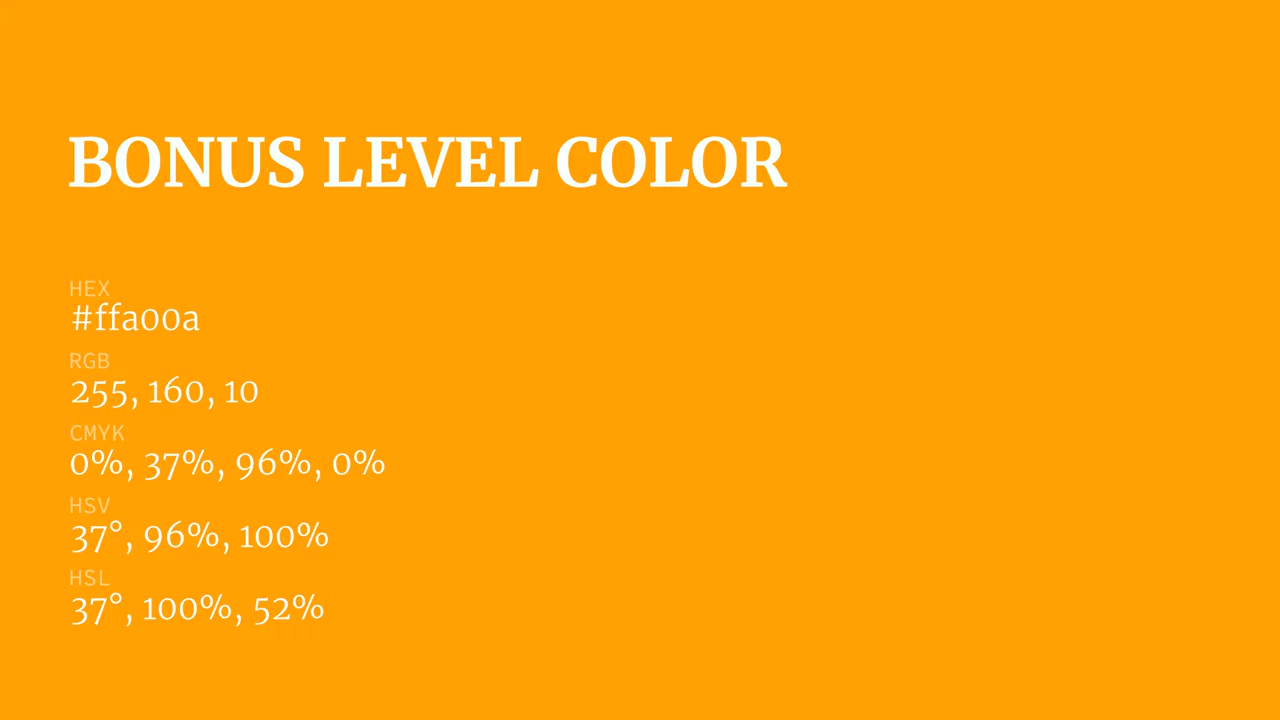 BONUS LEVEL COLOR
HEX
#ffa00a
RGB
255, 160, 10
CMYK
0%, 37%, 96%, 0%
HSV
37°, 96%, 100%
HSL
37°, 100%, 52%